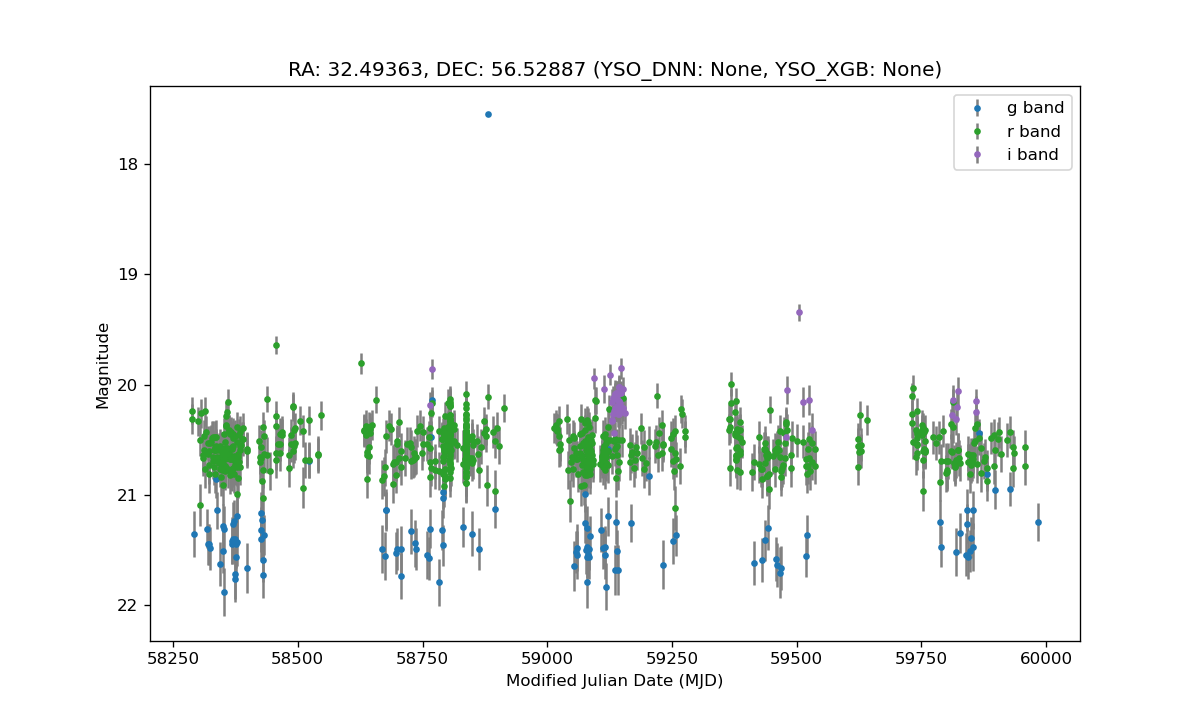 RA: 32.49363, DEC: 56.52887 (YSO_DNN: None, YSO_XGB: None)
g band
r band
i band
Magnitude
18
19
20
21
22
58250 58500 58750 59000 59250 59500 59750 60000
Modified Julian Date (MJD)